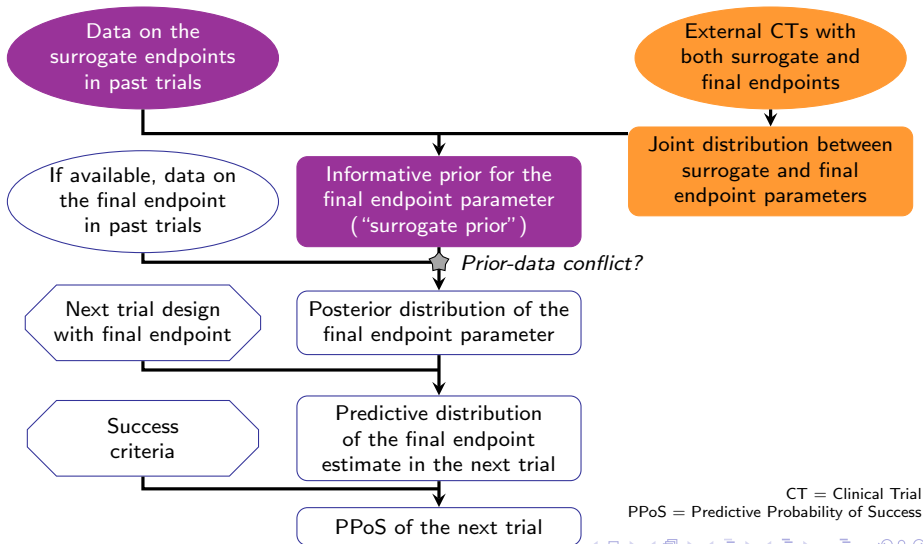 Data on the
surrogate endpoints
in past trials
External CTs with
both surrogate and
final endpoints
Joint distribution between
surrogate and final
endpoint parameters
If available, data on
the final endpoint
in past trials
Informative prior for the
final endpoint parameter
(“surrogate prior”)
Prior-data conflict?
Next trial design
with final endpoint
Posterior distribution of the
final endpoint parameter
Success
criteria
Predictive distribution
of the final endpoint
estimate in the next trial
CT = Clinical Trial
PPoS = Predictive Probability of Success
PPoS of the next trial